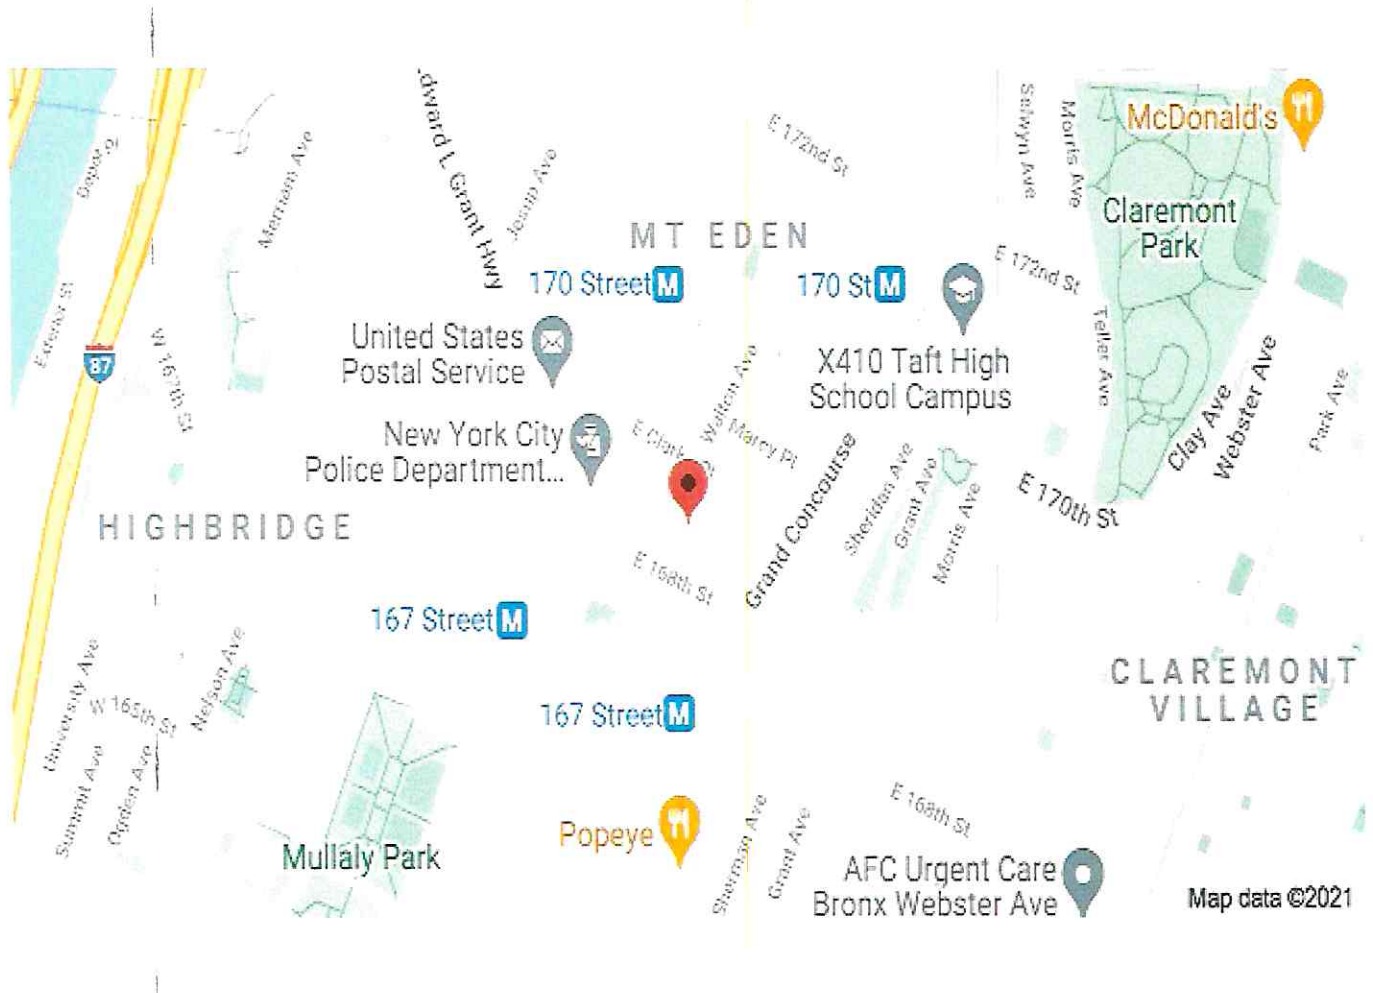 McDonald's
Selwyn Ave
Morris Ave
E 172nd St
dward L Grant Hwy
Depot Pl
Merriam Ave
Jesup Ave
Claremont
Park
MT EDEN
E 172nd St
170 Street M
170 St M
Exterior St
87
W 167th St
United States
Postal Service
X410 Taft High
School Campus
Teller Ave
Walton Ave
Clay Ave
Webster Ave
Park Ave
New York City
Police Department...
E Clarke
Marcy Pl
Grand Concourse
Sheridan Ave
Grant Ave
Morris Ave
E 170th St
HIGHBRIDGE
E 168th St
167 Street M
University Ave
W 165th St
Nelson Ave
CLAREMONT
VILLAGE
167 Street M
Summit Ave
Ogden Ave
Popeye
Sherman Ave
Grant Ave
E 168th St
Mullaly Park
AFC Urgent Care
Bronx Webster Ave
Map data ©2021